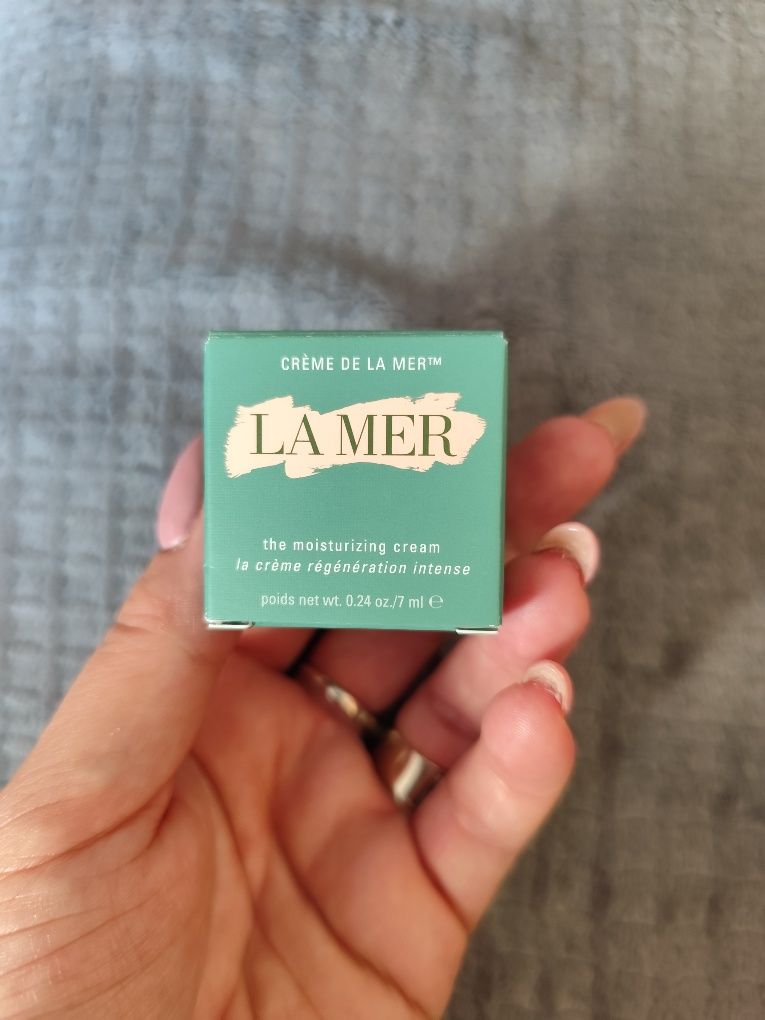 CRÈME DE LA MER™
LA MER
the moisturizing cream
la crème régénération intense
poids net wt. 0.24 oz./7 ml ℮